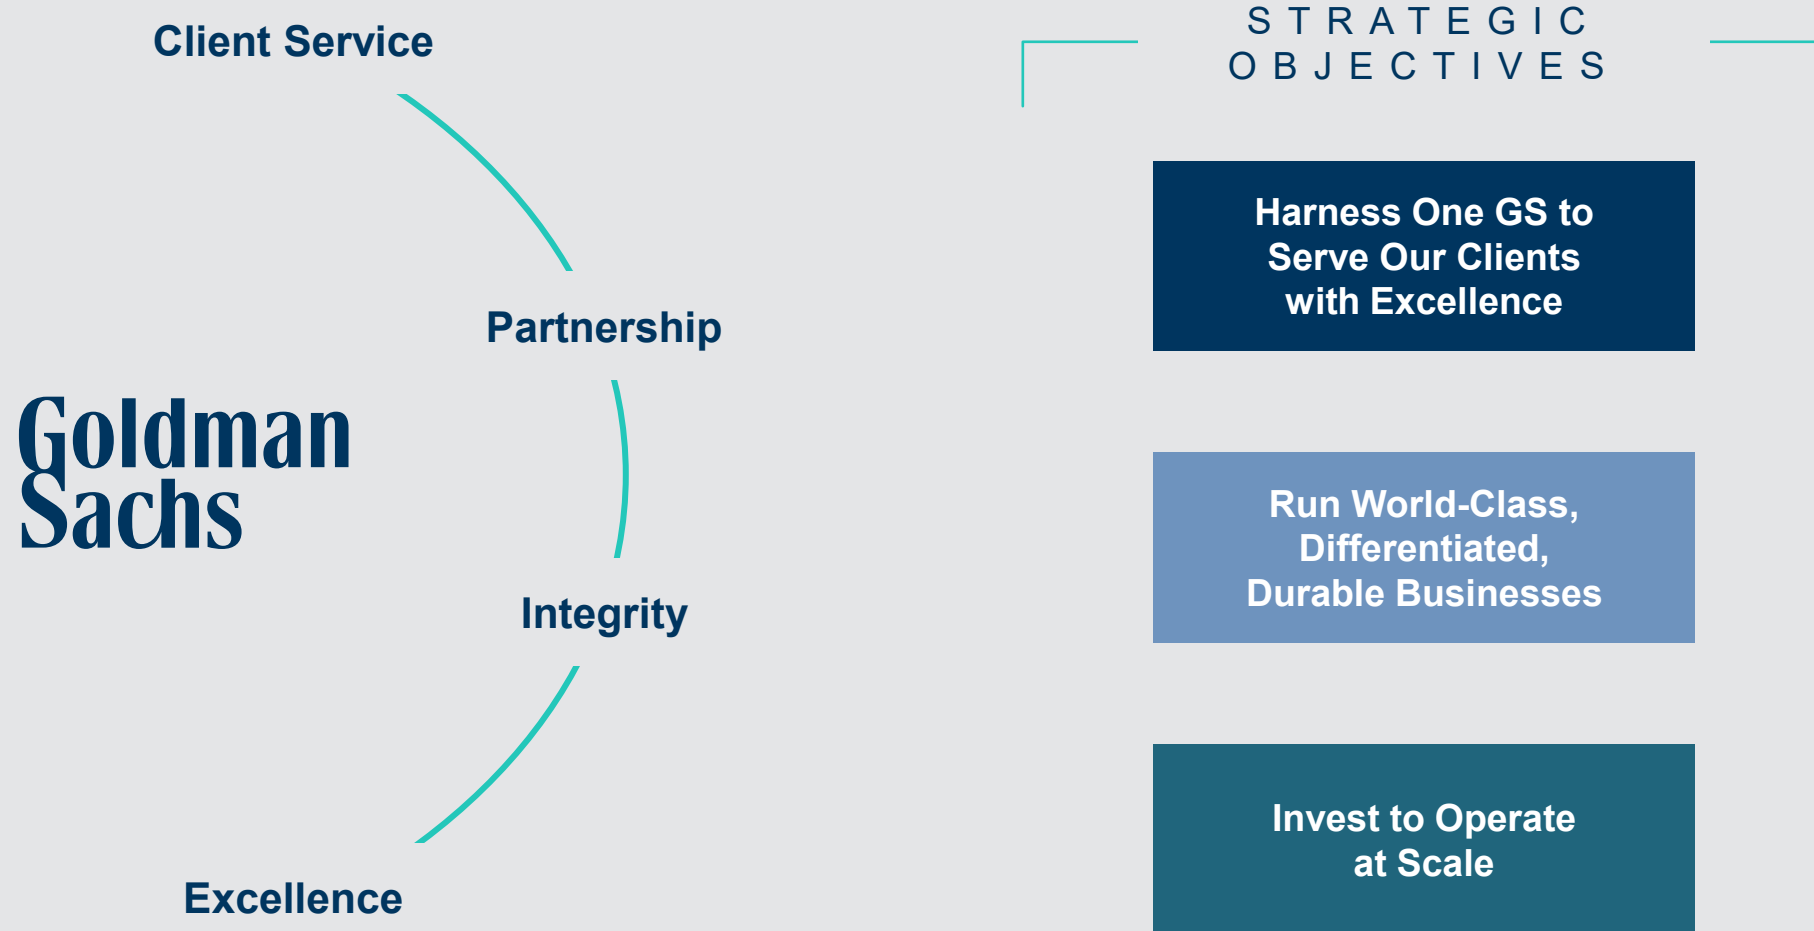 Client Service
Partnership
Goldman
Sachs
Integrity
Excellence
STRATEGIC
OBJECTIVES
Harness One GS to
Serve Our Clients
with Excellence
Run World-Class,
Differentiated,
Durable Businesses
Invest to Operate
at Scale